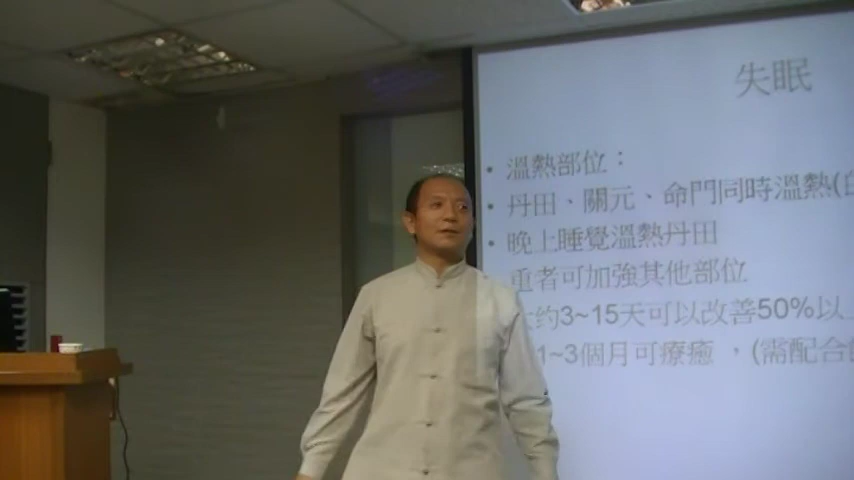 失眠
• 溫熱部位：
• 丹田、關元、命門同時溫熱(
• 晚上睡覺溫熱丹田
重者可加強其他部位
约3~15天可以改善50%以
1~3個月可療癒 ，(需配合